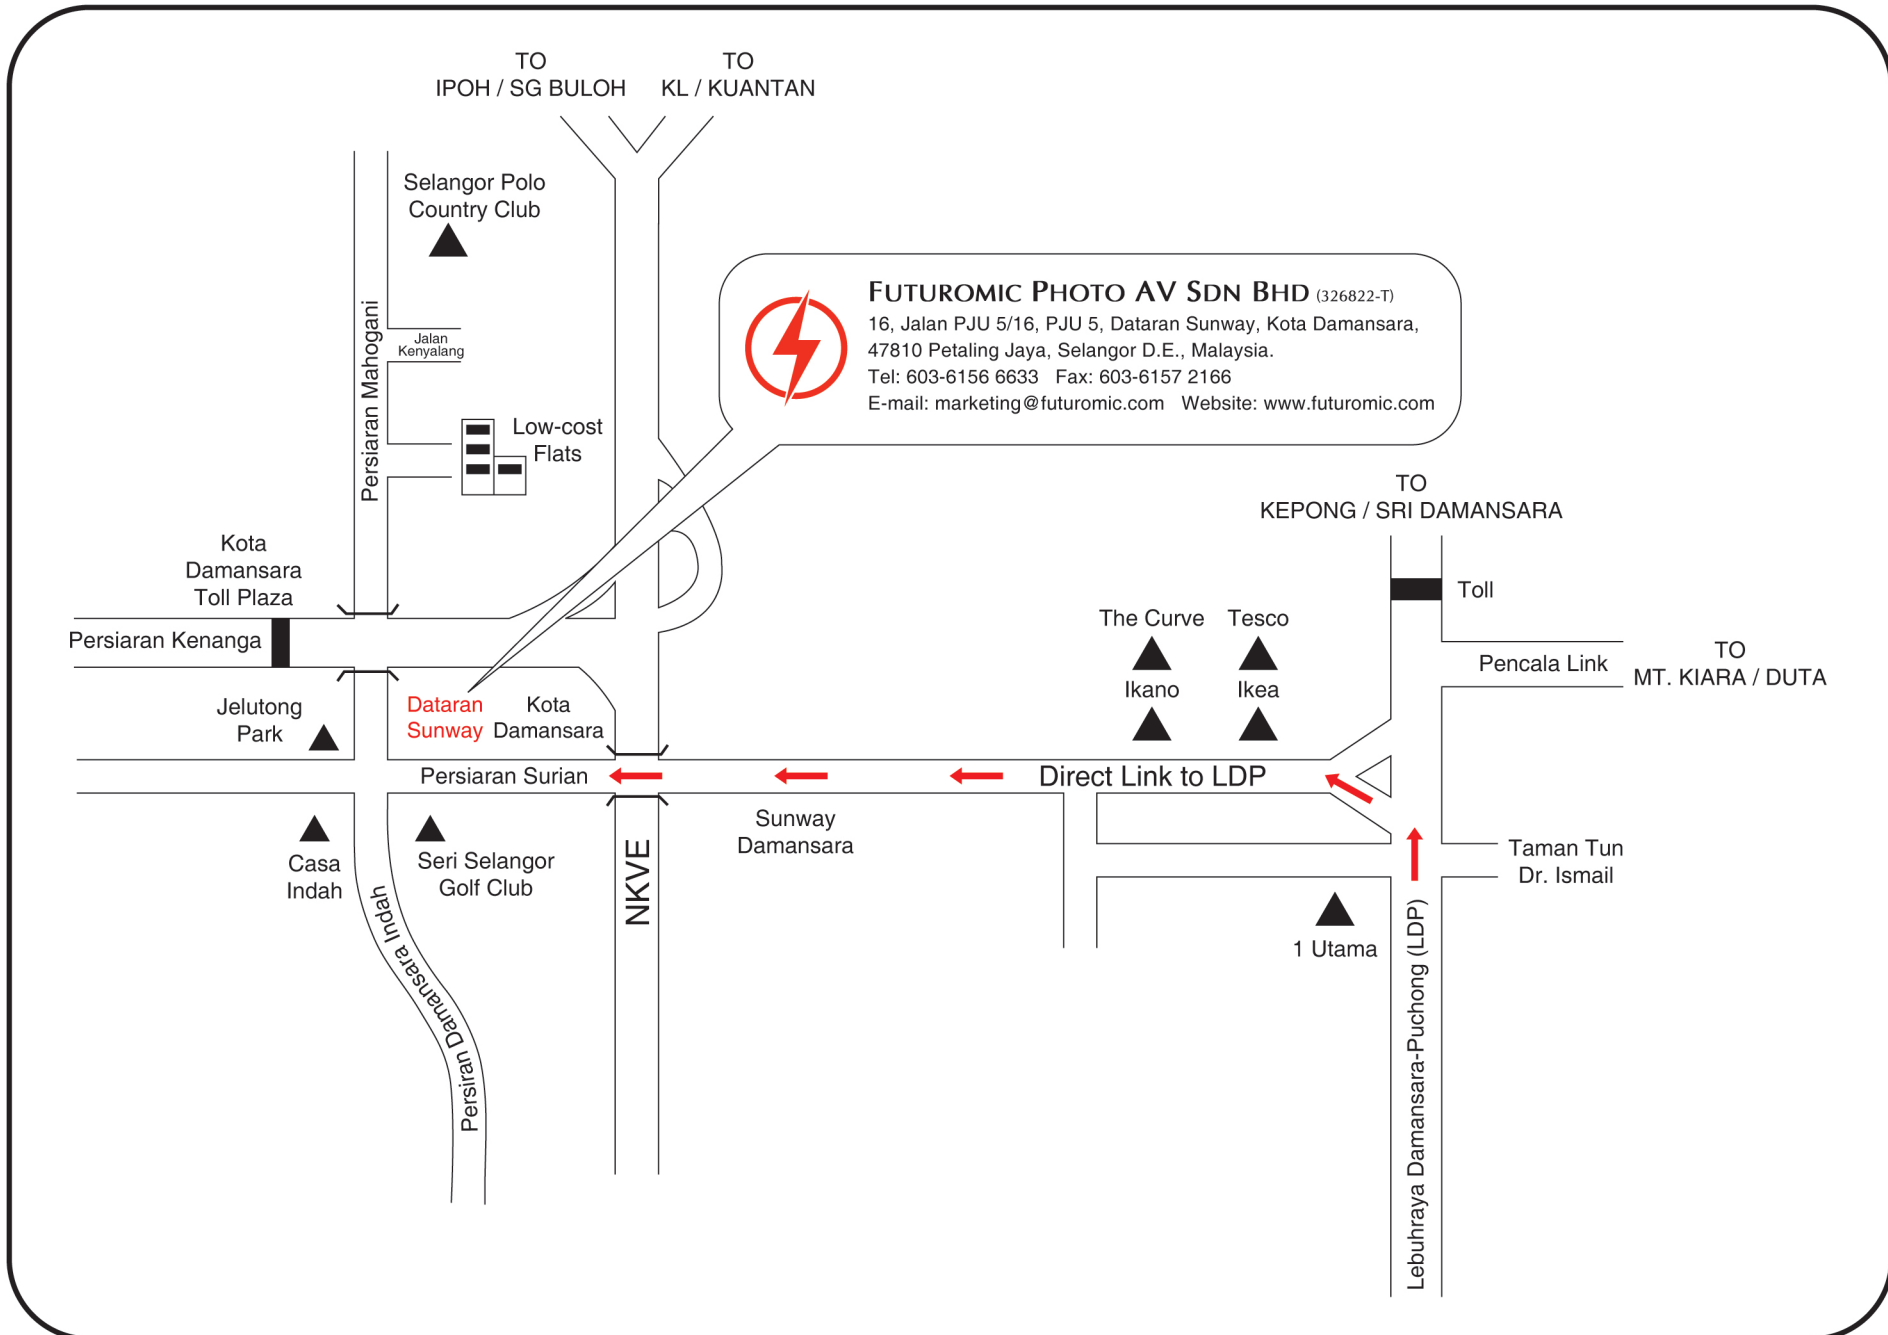 TO
IPOH / SG BULOH
TO
KL / KUANTAN
Selangor Polo
Country Club
Persiaran Mahogani
Jalan
Kenyalang
Low-cost
Flats
FUTUROMIC PHOTO AV SDN BHD (326822-T)
16, Jalan PJU 5/16, PJU 5, Dataran Sunway, Kota Damansara,
47810 Petaling Jaya, Selangor D.E., Malaysia.
Tel: 603-6156 6633 Fax: 603-6157 2166
E-mail: marketing@futuromic.com Website: www.futuromic.com
TO
KEPONG / SRI DAMANSARA
Toll
Kota
Damansara
Toll Plaza
Persiaran Kenanga
The Curve
Tesco
Ikano
Ikea
Pencala Link
TO
MT. KIARA / DUTA
Jelutong
Park
Dataran
Sunway
Kota
Damansara
Persiaran Surian
Direct Link to LDP
Sunway
Damansara
Casa
Indah
Seri Selangor
Golf Club
NKVE
Taman Tun
Dr. Ismail
1 Utama
Persiran Damansara Indah
Lebuhraya Damansara-Puchong (LDP)